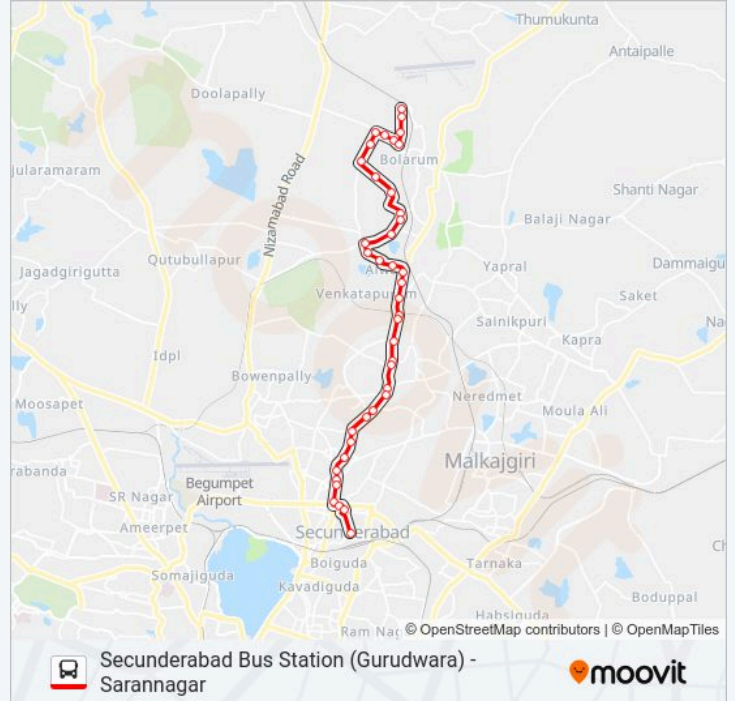 Thumukunta
Antaipalle
Doolapally
Bolarum
jularamaram
Nizamabad Road
Shanti Nagar
Balaji Nagar
Qutubullapur
Jagadgirigutta
Yapral
Dammaigu
Venkatapuram
Saket
lly
Sainikpuri
Na
Kapra
Idpl
Bowenpally
Neredmet
Moosapet
Moula Ali
Malkajgiri
rabanda
Begumpet
Airport
SR Nagar
Ameerpet
Secunderabad
Ch
Boiguda
Tarnaka
Somajiguda
Kavadiguda
Boduppal
Habsiguda
Ram Nag
© OpenStreetMap contributors | © OpenMapTiles
Secunderabad Bus Station (Gurudwara) -
Sarannagar
moovit